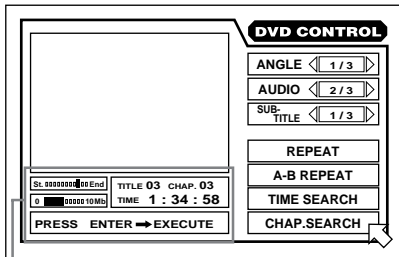 DVD CONTROL
ANGLE 1 / 3
AUDIO 2 / 3
SUB-TITLE 1 / 3
REPEAT
A-B REPEAT
TIME SEARCH
CHAP.SEARCH
St. End
0 10Mb
TITLE 03 CHAP. 03
TIME 1 : 34 : 58
PRESS ENTER ➡ EXECUTE